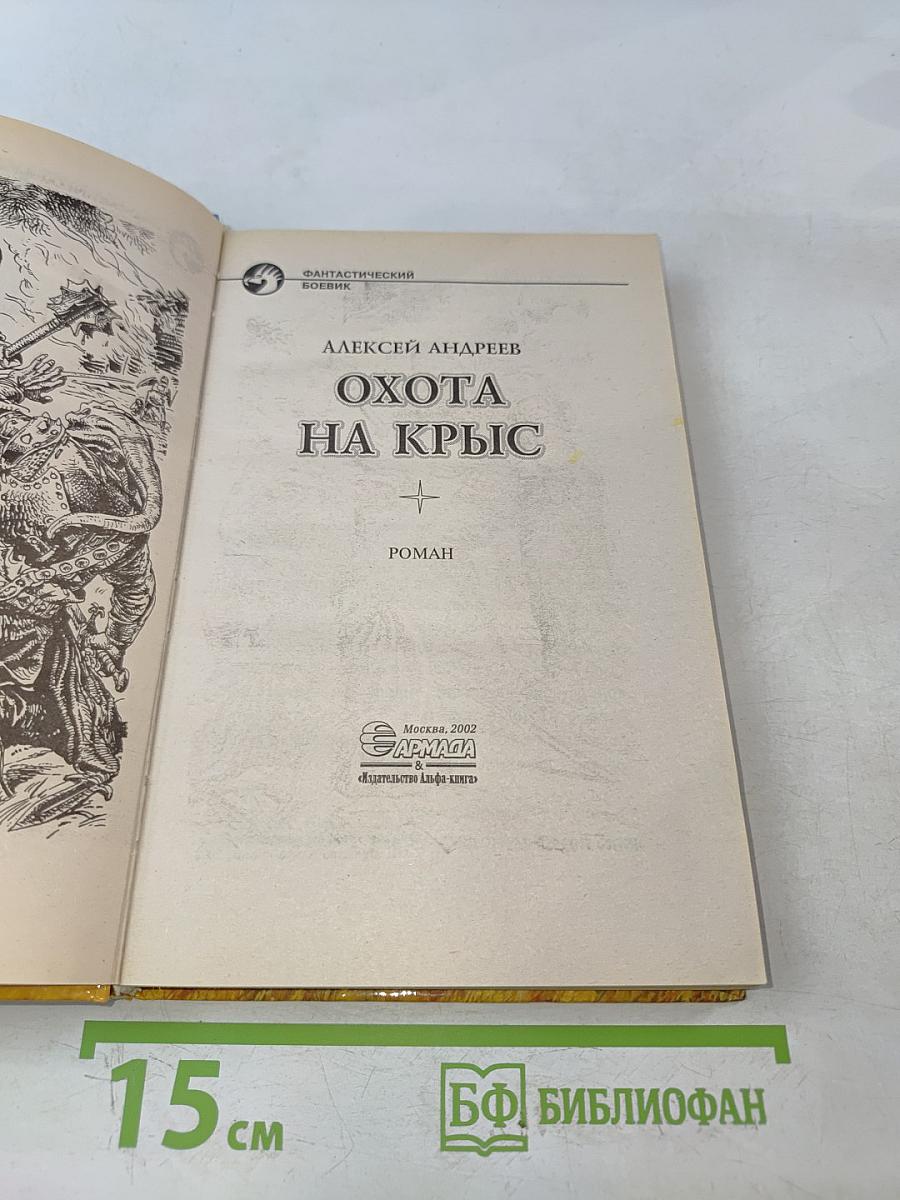 ФАНТАСТИЧЕСКИЙ
БОЕВИК
АЛЕКСЕЙ АНДРЕЕВ
ОХОТА
НА КРЫС
РОМАН
Москва, 2002
АРМАДА
&
«Издательство Альфа-книга»
15 см
БФ БИБЛИОФАН